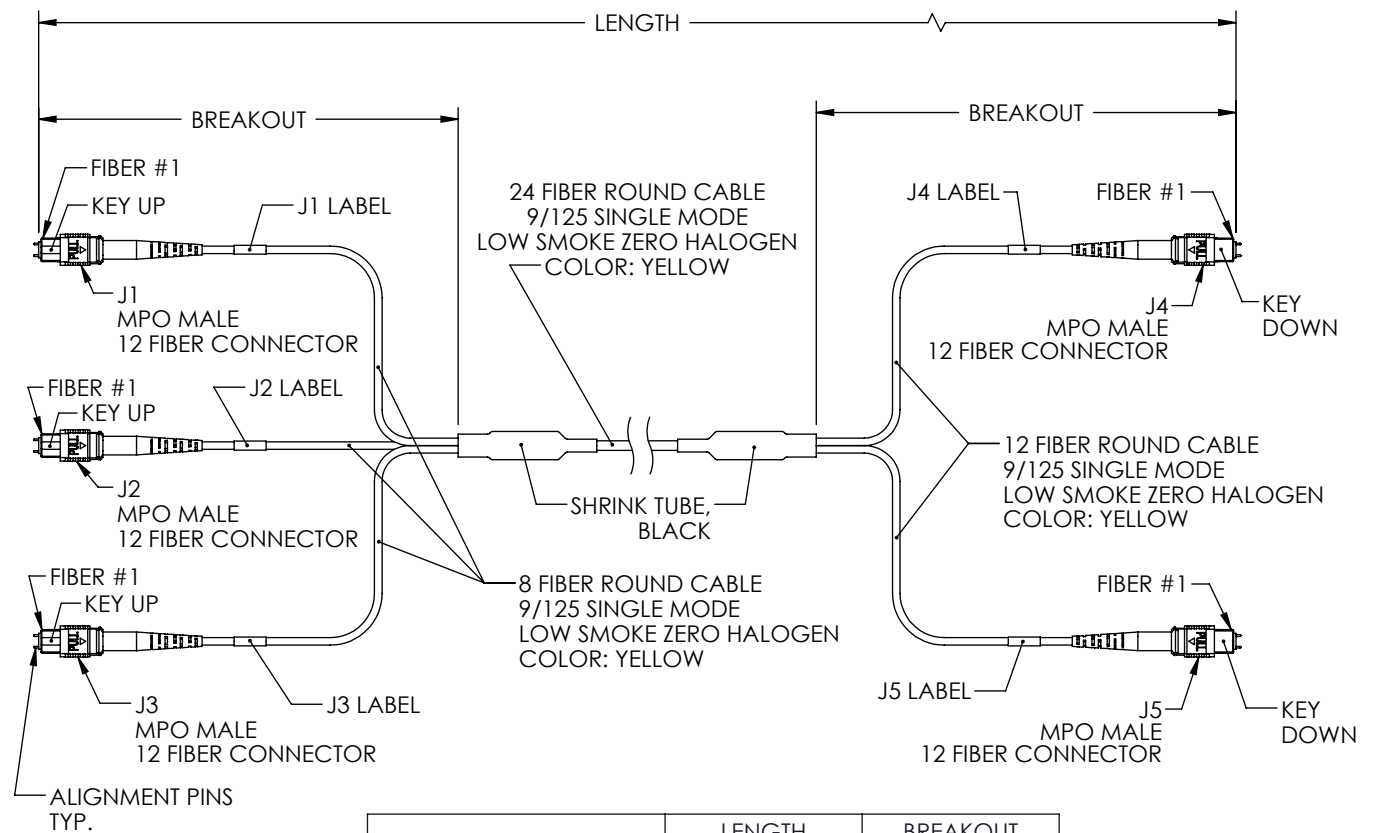 LENGTH
BREAKOUT
BREAKOUT
FIBER #1
KEY UP
J1 LABEL
PULL
J1
MPO MALE
12 FIBER CONNECTOR
24 FIBER ROUND CABLE
9/125 SINGLE MODE
LOW SMOKE ZERO HALOGEN
COLOR: YELLOW
J4 LABEL
FIBER #1
PULL
J4
MPO MALE
12 FIBER CONNECTOR
KEY
DOWN
FIBER #1
KEY UP
J2 LABEL
PULL
J2
MPO MALE
12 FIBER CONNECTOR
SHRINK TUBE,
BLACK
12 FIBER ROUND CABLE
9/125 SINGLE MODE
LOW SMOKE ZERO HALOGEN
COLOR: YELLOW
FIBER #1
KEY UP
PULL
J3 LABEL
J3
MPO MALE
12 FIBER CONNECTOR
8 FIBER ROUND CABLE
9/125 SINGLE MODE
LOW SMOKE ZERO HALOGEN
COLOR: YELLOW
FIBER #1
PULL
J5 LABEL
J5
MPO MALE
12 FIBER CONNECTOR
KEY
DOWN
ALIGNMENT PINS
TYP.
LENGTH
BREAKOUT